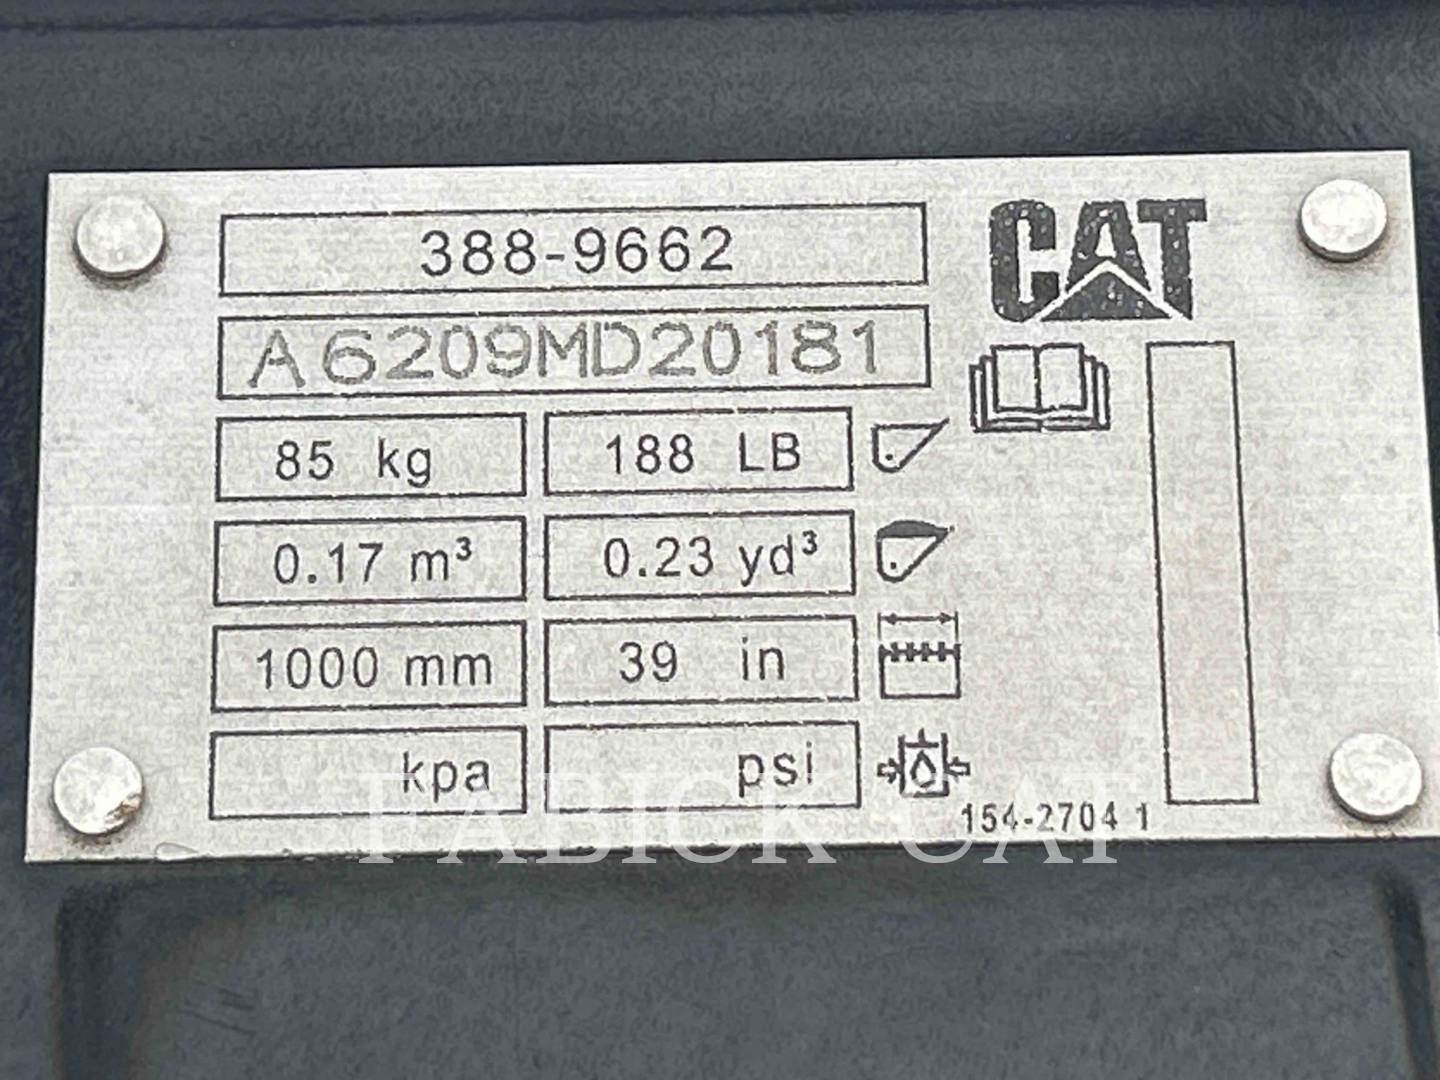 388-9662
CAT
A6209MD20181
85 kg 188 LB
0.17 m³ 0.23 yd³
1000 mm 39 in
kpa psi
154-2704 1
FABICK CAT